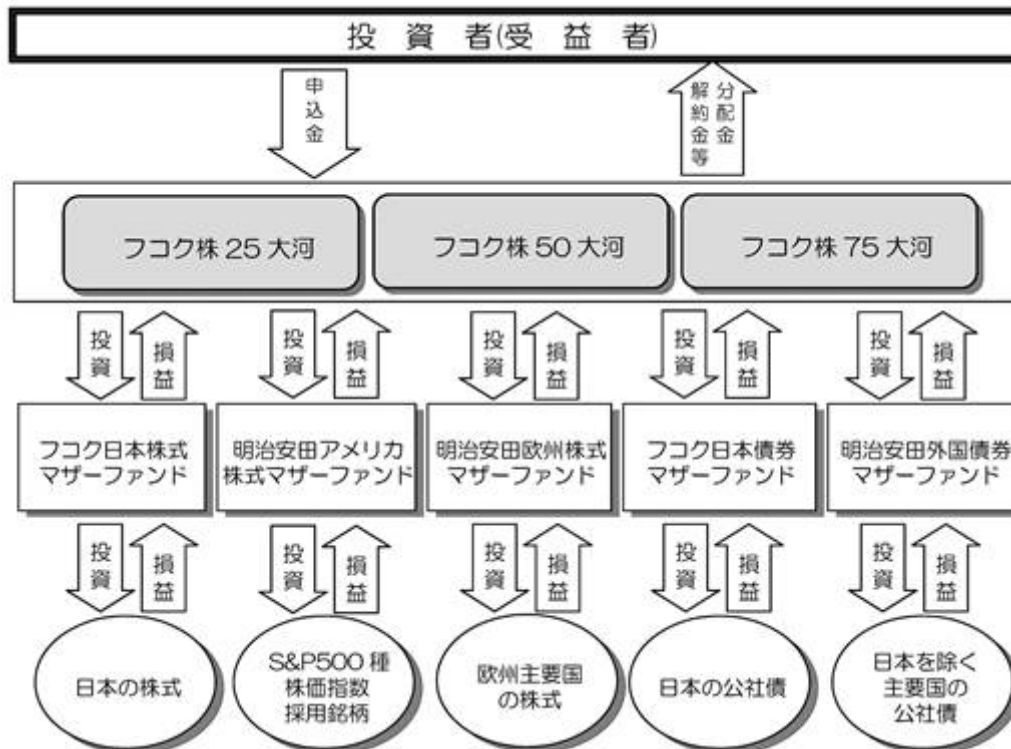 投資者(受益者)
申込金
分配金
解約金等
フコク株25大河
フコク株50大河
フコク株75大河
投資
損益
投資
損益
投資
損益
投資
損益
投資
損益
フコク日本株式
マザーファンド
明治安田アメリカ
株式マザーファンド
明治安田欧州株式
マザーファンド
フコク日本債券
マザーファンド
明治安田外国債券
マザーファンド
投資
損益
投資
損益
投資
損益
投資
損益
投資
損益
日本の株式
S&P500種
株価指数
採用銘柄
欧州主要国
の株式
日本の公社債
日本を除く
主要国の
公社債